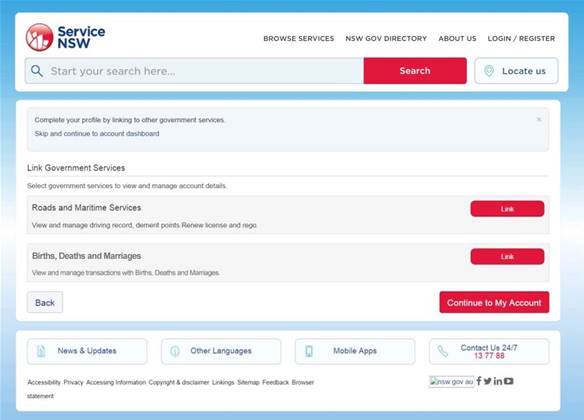 Service
NSW
BROWSE SERVICES NSW GOV DIRECTORY ABOUT US LOGIN / REGISTER
Start your search here... Search Locate us
Complete your profile by linking to other government services. ×
Skip and continue to account dashboard
Link Government Services
Select government services to view and manage account details.
Roads and Maritime Services Link
View and manage driving record, demerit points Renew license and rego.
Births, Deaths and Marriages Link
View and manage transactions with Births, Deaths and Marriages.
Back Continue to My Account
News & Updates Other Languages Mobile Apps Contact Us 24/7
13 77 88
Accessibility Privacy Accessing Information Copyright & disclaimer Linkings Sitemap Feedback Browser nsw gov au
statement